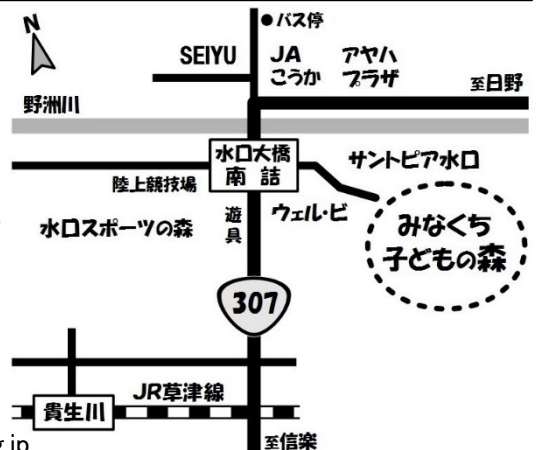 N
バス停
SEIYU
JA
こうか
アヤハ
プラザ
至日野
野洲川
水口大橋
南詰
サントピア水口
陸上競技場
水口スポーツの森
遊具
ウェル・ビ
みなくち
子どもの森
307
JR草津線
貴生川
至信楽
g.jp